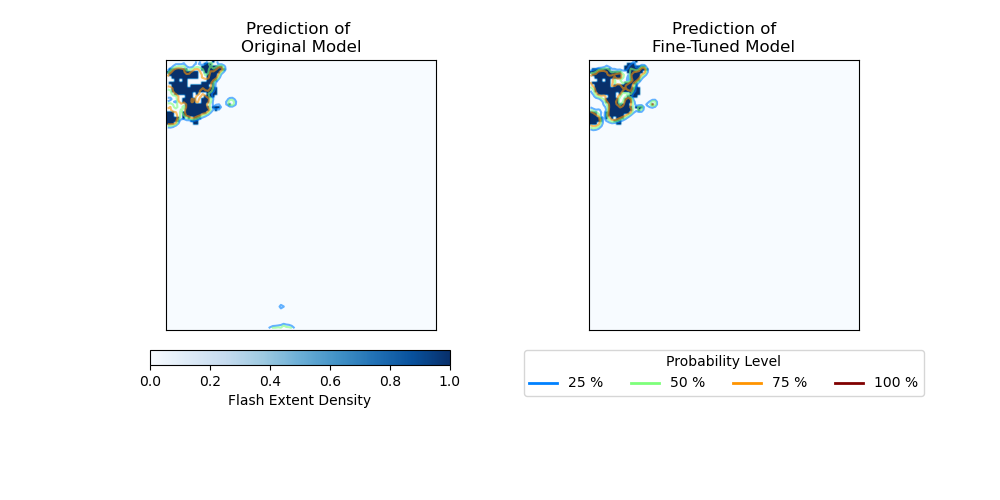 Prediction of
Original Model
Prediction of
Fine-Tuned Model
0.0 0.2 0.4 0.6 0.8 1.0
Flash Extent Density
Probability Level
25 % 50 % 75 % 100 %